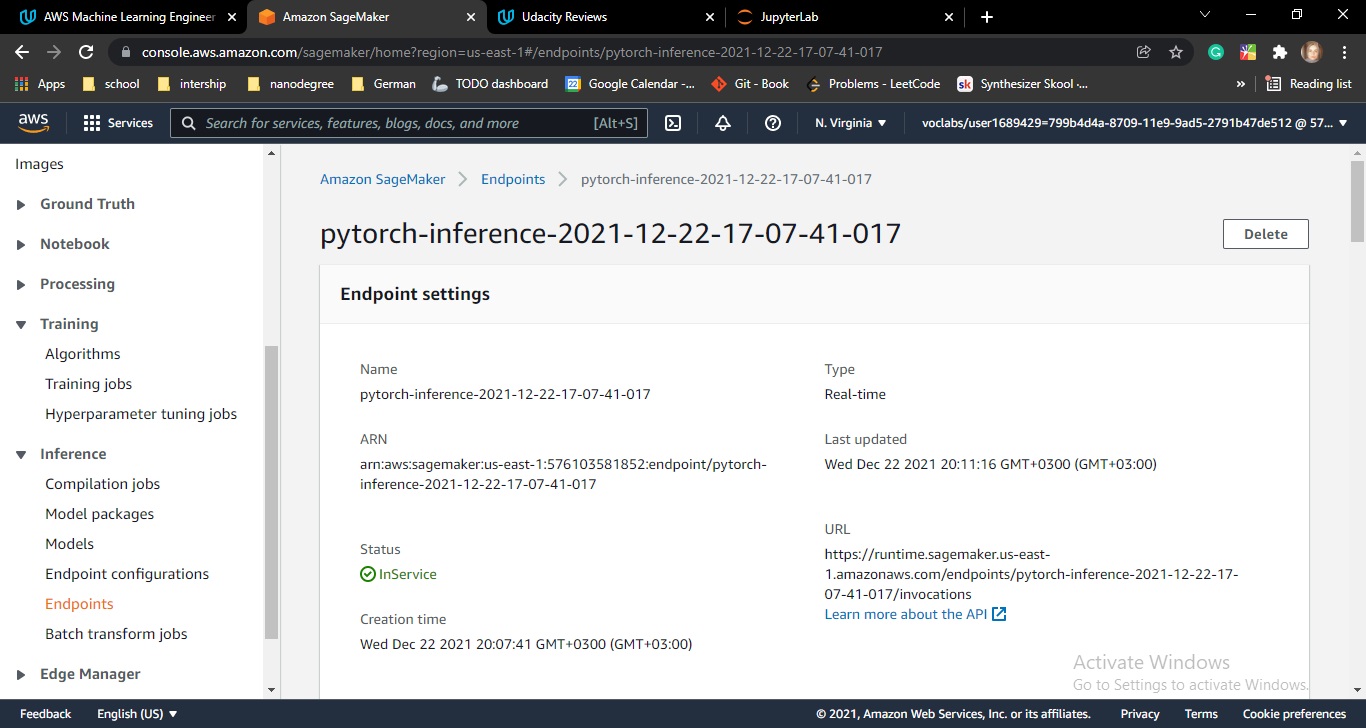 AWS Machine Learning Engineer
Amazon SageMaker
Udacity Reviews
JupyterLab
console.aws.amazon.com/sagemaker/home?region=us-east-1#/endpoints/pytorch-inference-2021-12-22-17-07-41-017
Apps school intership nanodegree German TODO dashboard Google Calendar -... Git - Book Problems - LeetCode Synthesizer Skool -... » Reading list
aws Services Search for services, features, blogs, docs, and more [Alt+S] N. Virginia voclabs/user1689429=799b4d4a-8709-11e9-9ad5-2791b47de512 @ 57...
Images
Ground Truth
Notebook
Processing
Training
Algorithms
Training jobs
Hyperparameter tuning jobs
Inference
Compilation jobs
Model packages
Models
Endpoint configurations
Endpoints
Batch transform jobs
Edge Manager
Amazon SageMaker > Endpoints > pytorch-inference-2021-12-22-17-07-41-017
pytorch-inference-2021-12-22-17-07-41-017
Delete
Endpoint settings
Name
pytorch-inference-2021-12-22-17-07-41-017
ARN
arn:aws:sagemaker:us-east-1:576103581852:endpoint/pytorch-
inference-2021-12-22-17-07-41-017
Status
InService
Creation time
Wed Dec 22 2021 20:07:41 GMT+0300 (GMT+03:00)
Type
Real-time
Last updated
Wed Dec 22 2021 20:11:16 GMT+0300 (GMT+03:00)
URL
https://runtime.sagemaker.us-east-
1.amazonaws.com/endpoints/pytorch-inference-2021-12-22-17-
07-41-017/invocations
Learn more about the API
Activate Windows
Go to Settings to activate Windows.
Feedback English (US) © 2021, Amazon Web Services, Inc. or its affiliates. Privacy Terms Cookie preferences